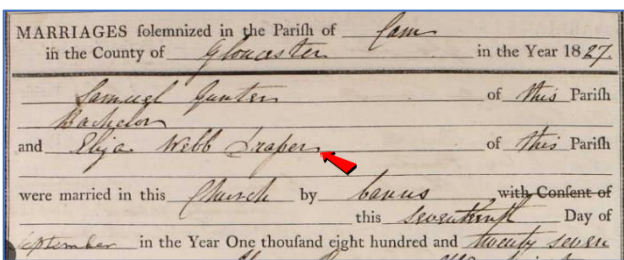 MARRIAGES ſolemnized in the Pariſh of Cam
in the County of Gloucester in the Year 1827.
Samuel Gunter of this Pariſh
Bachelor
and Eliza Webb Draper of this Pariſh
were married in this Church by banns with Conſent of
this seventeenth Day of
September in the Year One thouſand eight hundred and twenty seven